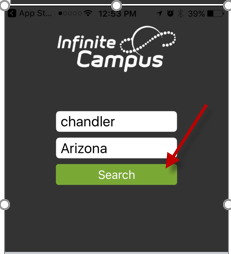 App St... 12:53 PM 39%
Infinite
Campus
chandler
Arizona
Search